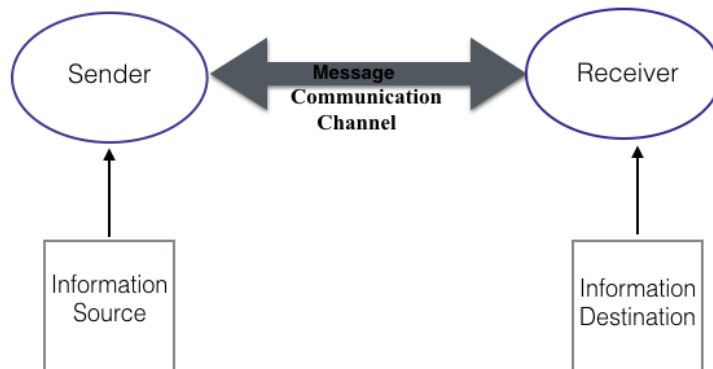 Sender
Message
Receiver
Communication
Channel
Information
Source
Information
Destination